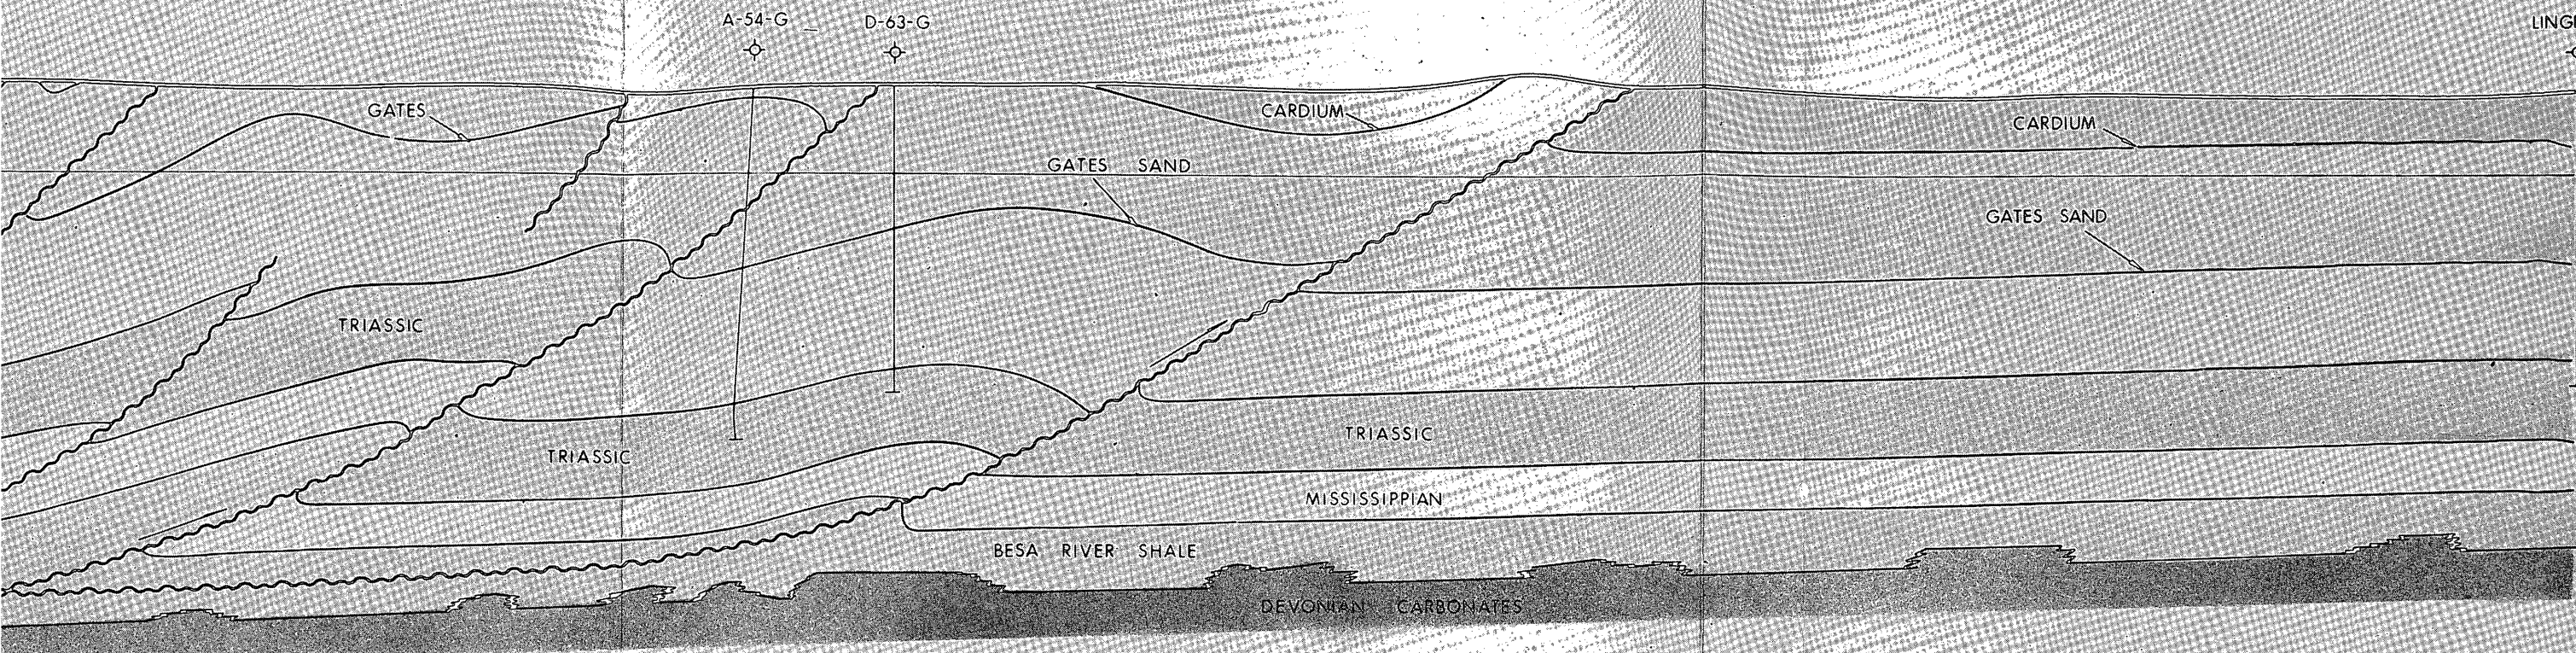 A-54-G
D-63-G
LING
GATES
CARDIUM
CARDIUM
GATES SAND
GATES SAND
TRIASSIC
TRIASSIC
TRIASSIC
MISSISSIPPIAN
BESA RIVER SHALE
DEVONIAN CARBONATES